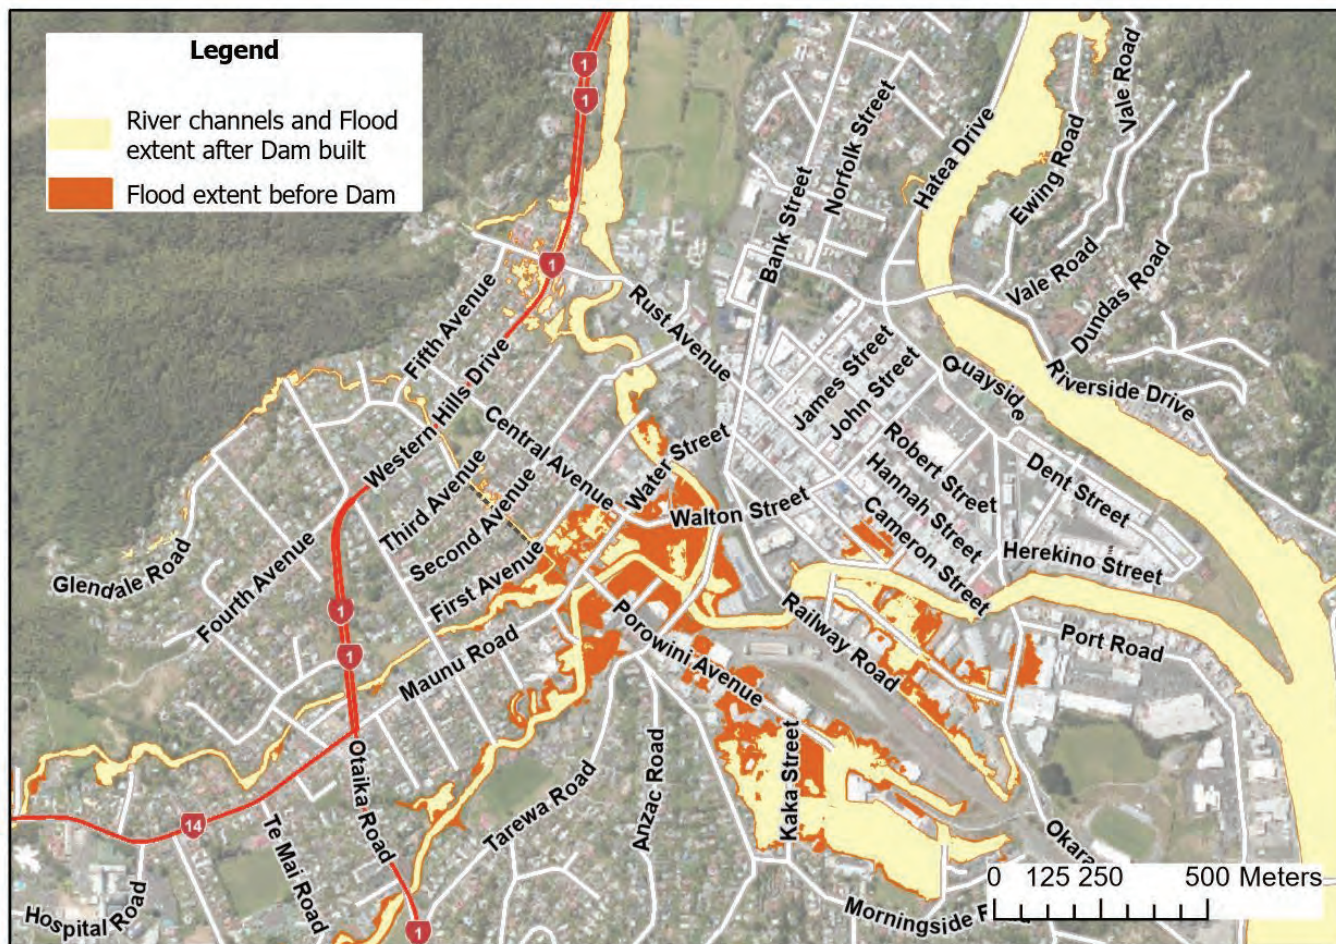 Legend
River channels and Flood
extent after Dam built
Flood extent before Dam
1
1
1
1
1
14
1
Vale Road
Norfolk Street
Hatea Drive
Ewing Road
Bank Street
Vale Road
Dundas Road
Rust Avenue
Fifth Avenue
Quayside
Riverside Drive
James Street
John Street
Western Hills Drive
Central Avenue
Water Street
Robert Street
Dent Street
Third Avenue
Second Avenue
Walton Street
Hannah Street
Cameron Street
Herekino Street
Glendale Road
Fourth Avenue
First Avenue
Maunu Road
Porowini Avenue
Railway Road
Port Road
Otaika Road
Tarewa Road
Anzac Road
Kaka Street
Te Mai Road
Okara
Hospital Road
Morningside
0 125 250 500 Meters